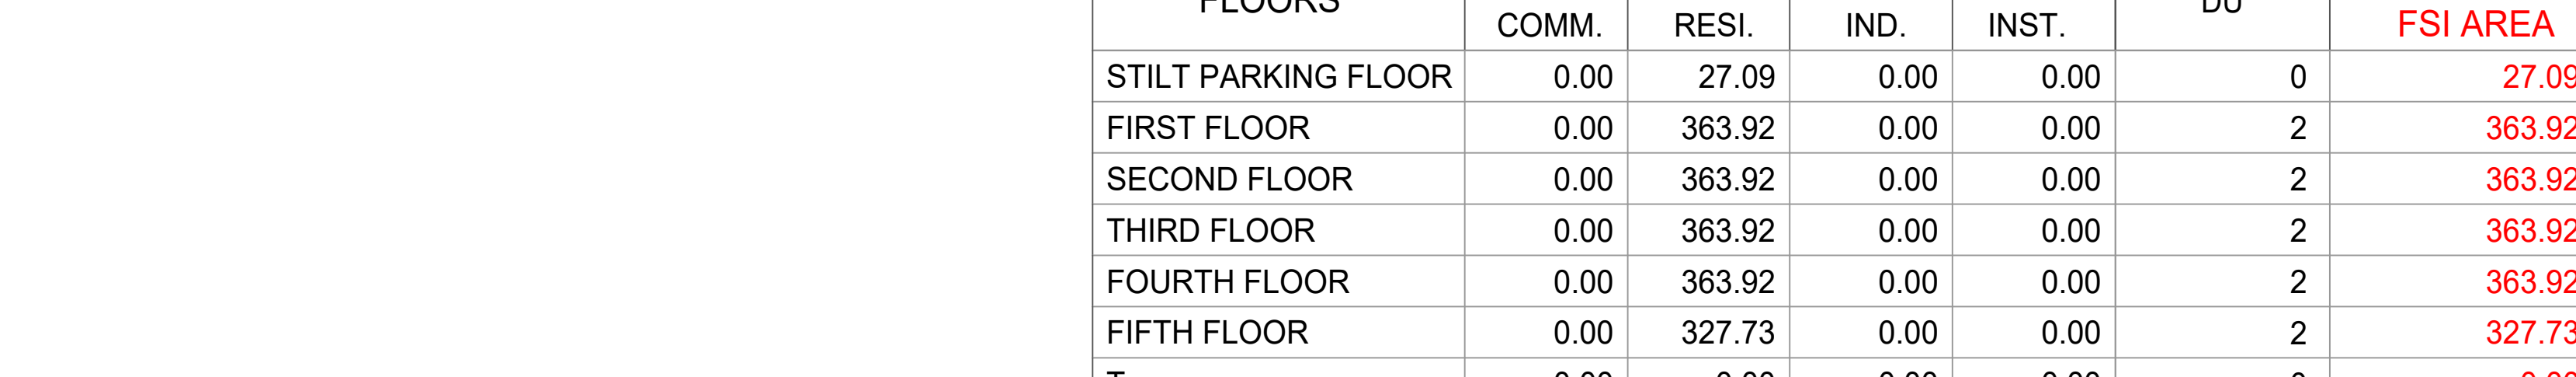 FLOORS DU
COMM. RESI. IND. INST. FSI AREA
STILT PARKING FLOOR 0.00 27.09 0.00 0.00 0 27.09
FIRST FLOOR 0.00 363.92 0.00 0.00 2 363.92
SECOND FLOOR 0.00 363.92 0.00 0.00 2 363.92
THIRD FLOOR 0.00 363.92 0.00 0.00 2 363.92
FOURTH FLOOR 0.00 363.92 0.00 0.00 2 363.92
FIFTH FLOOR 0.00 327.73 0.00 0.00 2 327.73